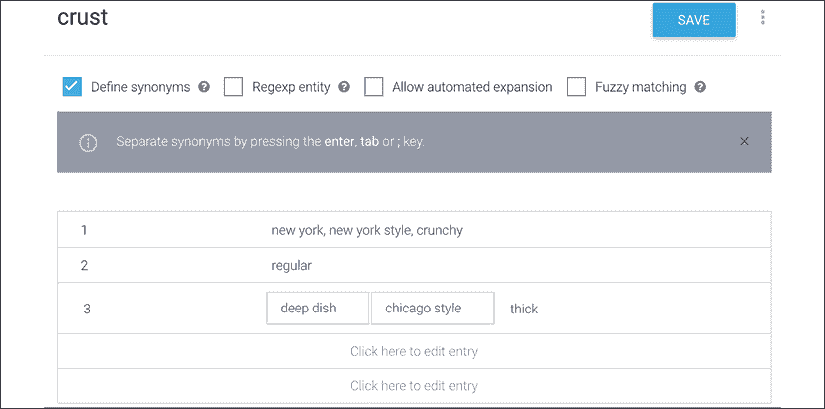 crust
SAVE
Define synonyms ? Regexp entity ? Allow automated expansion Fuzzy matching ?
Separate synonyms by pressing the enter, tab or ; key.
1 new york, new york style, crunchy
2 regular
3 deep dish chicago style thick
Click here to edit entry
Click here to edit entry